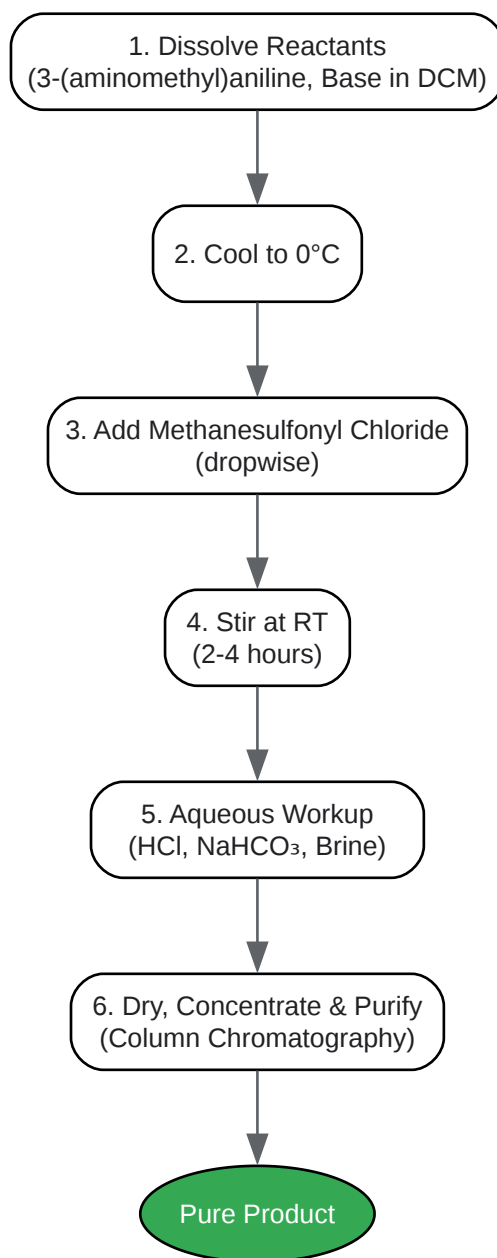 1. Dissolve Reactants
(3-(aminomethyl)aniline, Base in DCM)
2. Cool to 0°C
3. Add Methanesulfonyl Chloride
(dropwise)
4. Stir at RT
(2-4 hours)
5. Aqueous Workup
(HCl, NaHCO₃, Brine)
6. Dry, Concentrate & Purify
(Column Chromatography)
Pure Product